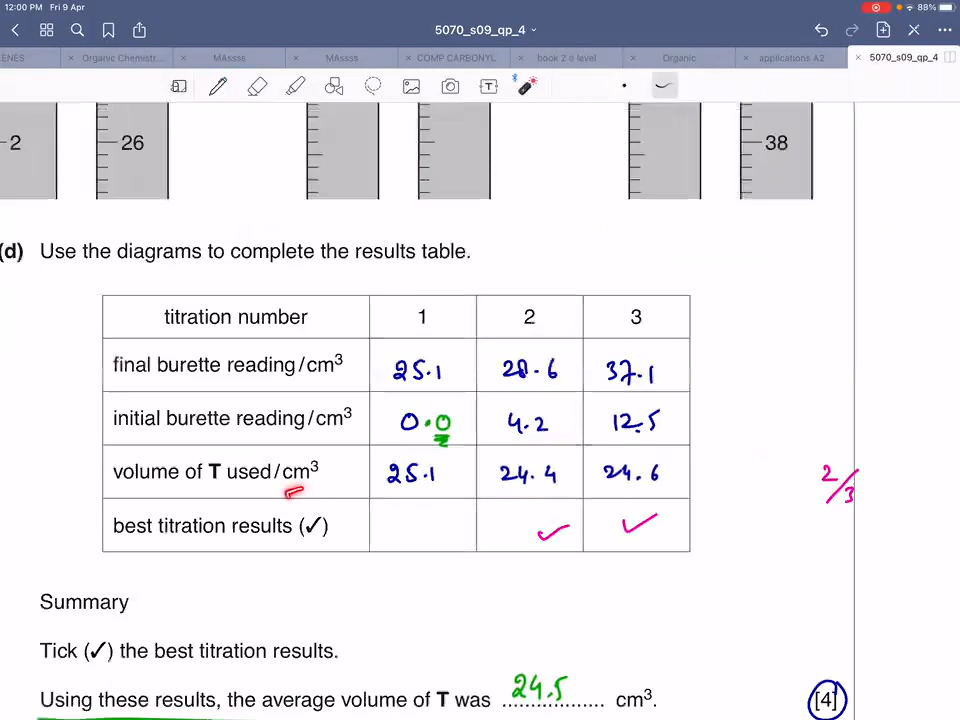 12:00 PM Fri 9 Apr
88%
5070_s09_qp_4
ENES
Organic Chemistr...
MAssss
MAssss
COMP CARBONYL
book 2 o level
Organic
applications A2
5070_s09_qp_4
2
26
38
(d) Use the diagrams to complete the results table.
titration number 1 2 3
final burette reading/cm³ 25.1 28.6 37.1
initial burette reading/cm³ 0.0 4.2 12.5
volume of T used/cm³ 25.1 24.4 24.6
2/3
best titration results (✓) ✓ ✓
Summary
Tick (✓) the best titration results.
Using these results, the average volume of T was 24.5 cm³.
[4]